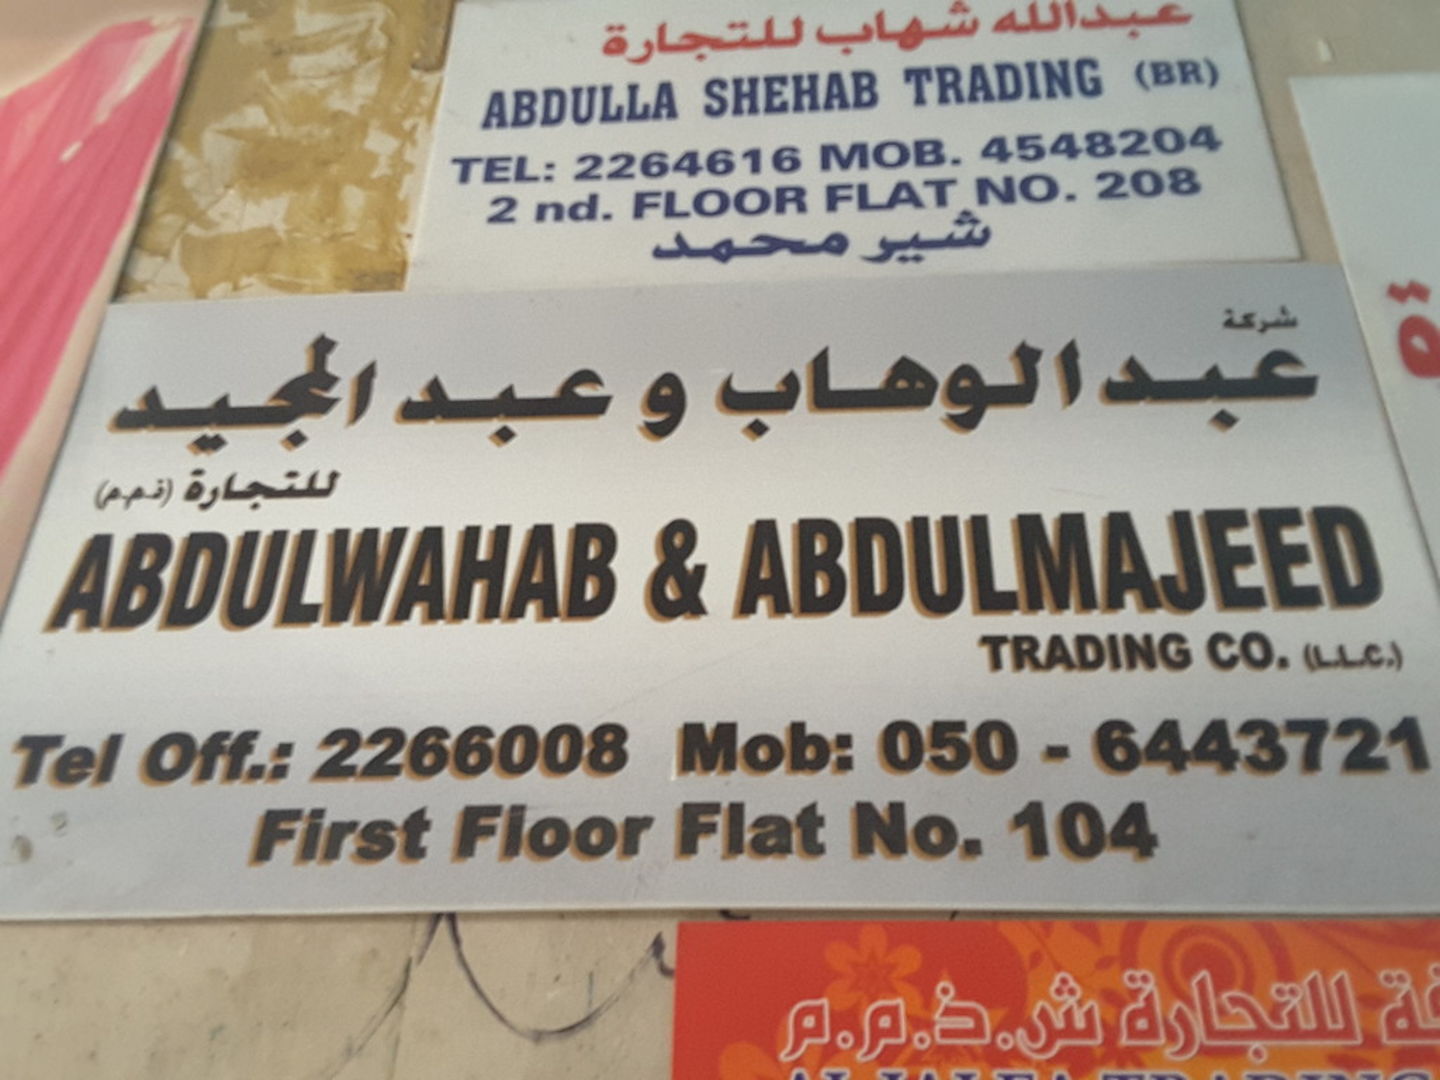 عبدالله شهاب للتجارة
ABDULLA SHEHAB TRADING (BR)
TEL: 2264616 MOB. 4548204
2 nd. FLOOR FLAT NO. 208
شير محمد
شركة
عبد الوهاب و عبد المجيد
للتجارة (ذ.م.م)
ABDULWAHAB & ABDULMAJEED
TRADING CO. (L.L.C.)
Tel Off.: 2266008 Mob: 050 - 6443721
First Floor Flat No. 104
للتجارة ش.ذ.م.م